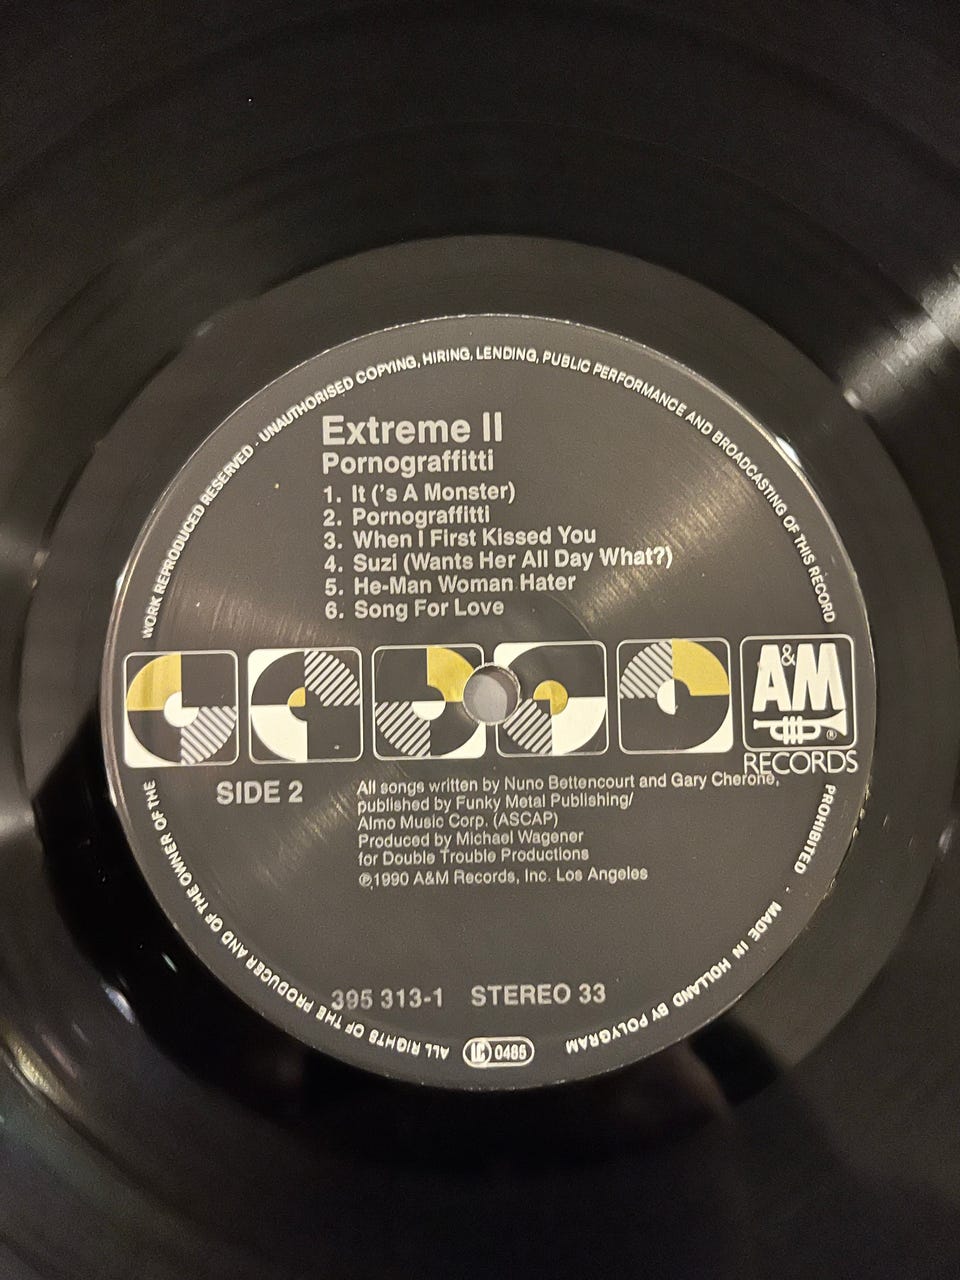 WORK REPRODUCED RESERVED · UNAUTHORISED COPYING, HIRING, LENDING, PUBLIC PERFORMANCE AND BROADCASTING OF THIS RECORD
Extreme II
Pornograffitti
1. It ('s A Monster)
2. Pornograffitti
3. When I First Kissed You
4. Suzi (Wants Her All Day What?)
5. He-Man Woman Hater
6. Song For Love
A&M
®
RECORDS
SIDE 2
All songs written by Nuno Bettencourt and Gary Cherone,
published by Funky Metal Publishing/
Almo Music Corp. (ASCAP)
Produced by Michael Wagener
for Double Trouble Productions
℗1990 A&M Records, Inc. Los Angeles
395 313-1 STEREO 33
LC 0485
PROHIBITED · MADE IN HOLLAND BY POLYGRAM
ALL RIGHTS OF THE PRODUCER AND OF THE OWNER OF THE